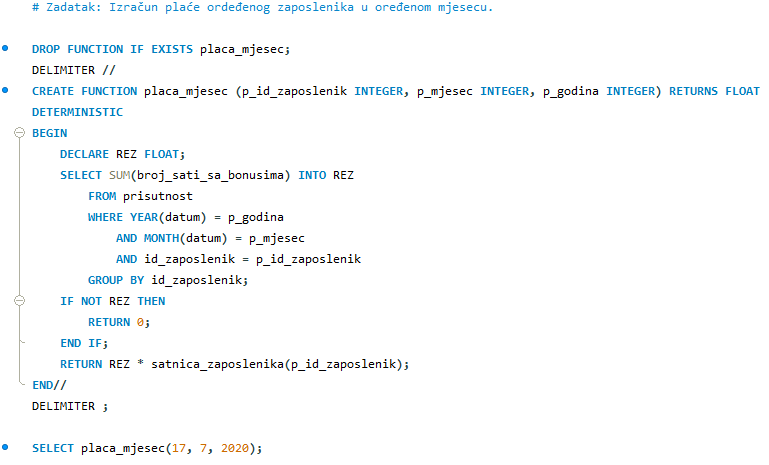 # Zadatak: Izračun plaće ordeđenog zaposlenika u oređenom mjesecu.
DROP FUNCTION IF EXISTS placa_mjesec;
DELIMITER //
CREATE FUNCTION placa_mjesec (p_id_zaposlenik INTEGER, p_mjesec INTEGER, p_godina INTEGER) RETURNS FLOAT
DETERMINISTIC
BEGIN
DECLARE REZ FLOAT;
SELECT SUM(broj_sati_sa_bonusima) INTO REZ
FROM prisutnost
WHERE YEAR(datum) = p_godina
AND MONTH(datum) = p_mjesec
AND id_zaposlenik = p_id_zaposlenik
GROUP BY id_zaposlenik;
IF NOT REZ THEN
RETURN 0;
END IF;
RETURN REZ * satnica_zaposlenika(p_id_zaposlenik);
END//
DELIMITER ;
SELECT placa_mjesec(17, 7, 2020);